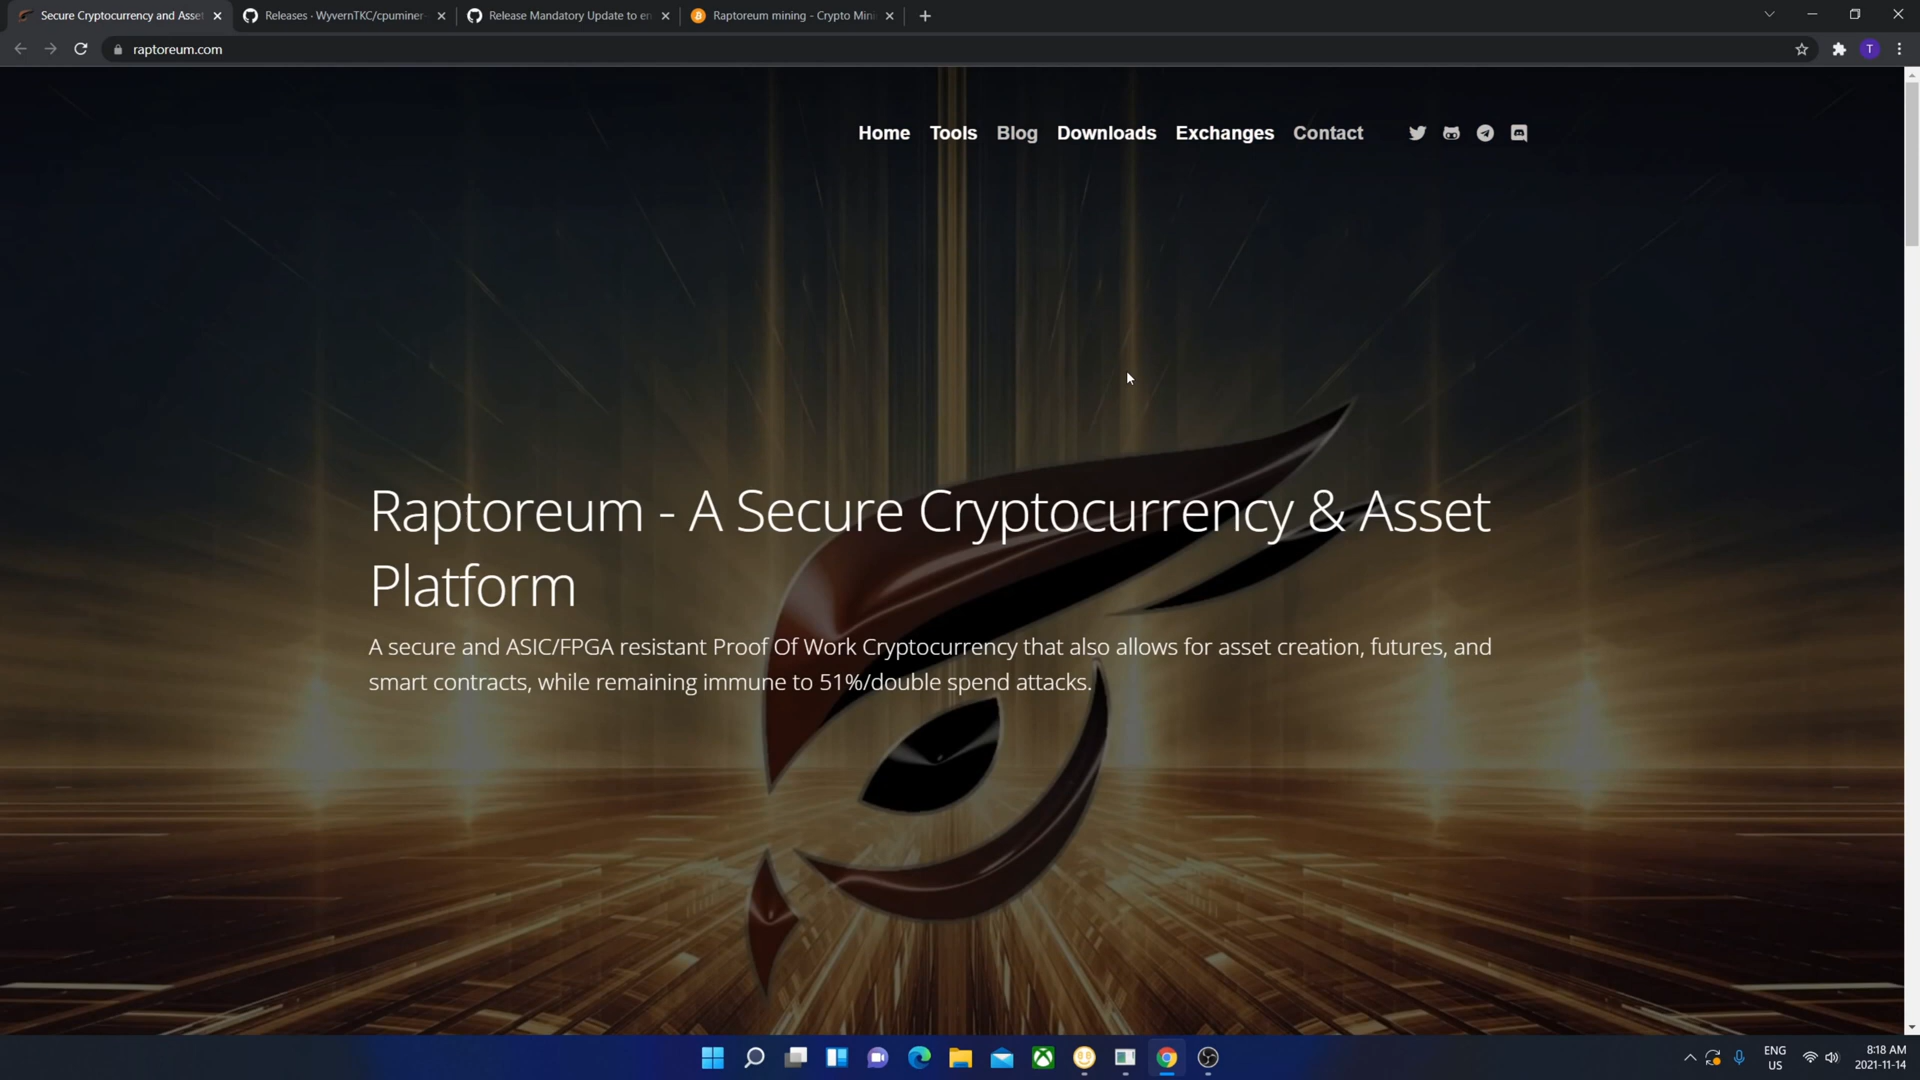 Secure Cryptocurrency and Asset
Releases · WyvernTKC/cpuminer-
Release Mandatory Update to en
Raptoreum mining - Crypto Mini
T
raptoreum.com
Home Tools Blog Downloads Exchanges Contact
Raptoreum - A Secure Cryptocurrency & Asset
Platform
A secure and ASIC/FPGA resistant Proof Of Work Cryptocurrency that also allows for asset creation, futures, and
smart contracts, while remaining immune to 51%/double spend attacks.
ENG
US
8:18 AM
2021-11-14